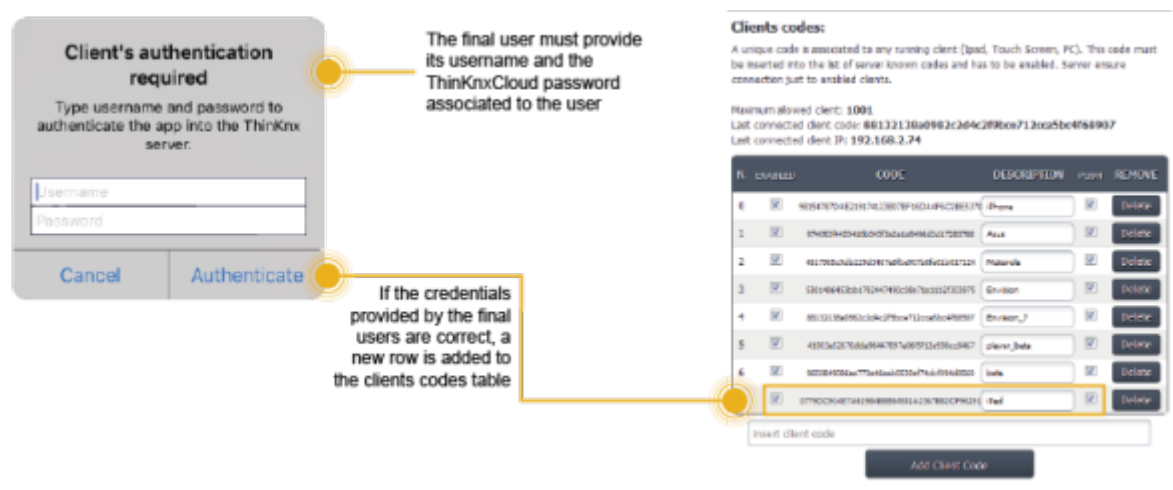 Client's authentication
required
Type username and password to
authenticate the app into the ThinKnx
server.
Username
Password
Cancel
Authenticate
The final user must provide
its username and the
ThinKnxCloud password
associated to the user
If the credentials
provided by the final
users are correct, a
new row is added to
the clients codes table
Clients codes:
A unique code is associated to any running client (Ipad, Touch Screen, PC). This code must
be inserted into the list of server known codes and has to be enabled. Server ensure
connection just to enabled clients.
Maximum allowed client: 1001
Last connected client code:
Last connected client IP: 192.168.2.74
N. ENABLED CODE DESCRIPTION PUSH REMOVE
0 iPhone Delete
1 Asus Delete
2 Motorola Delete
3 Envision Delete
4 Envision_7 Delete
5 player_beta Delete
6 Delete
iPad Delete
Insert client code
Add Client Code